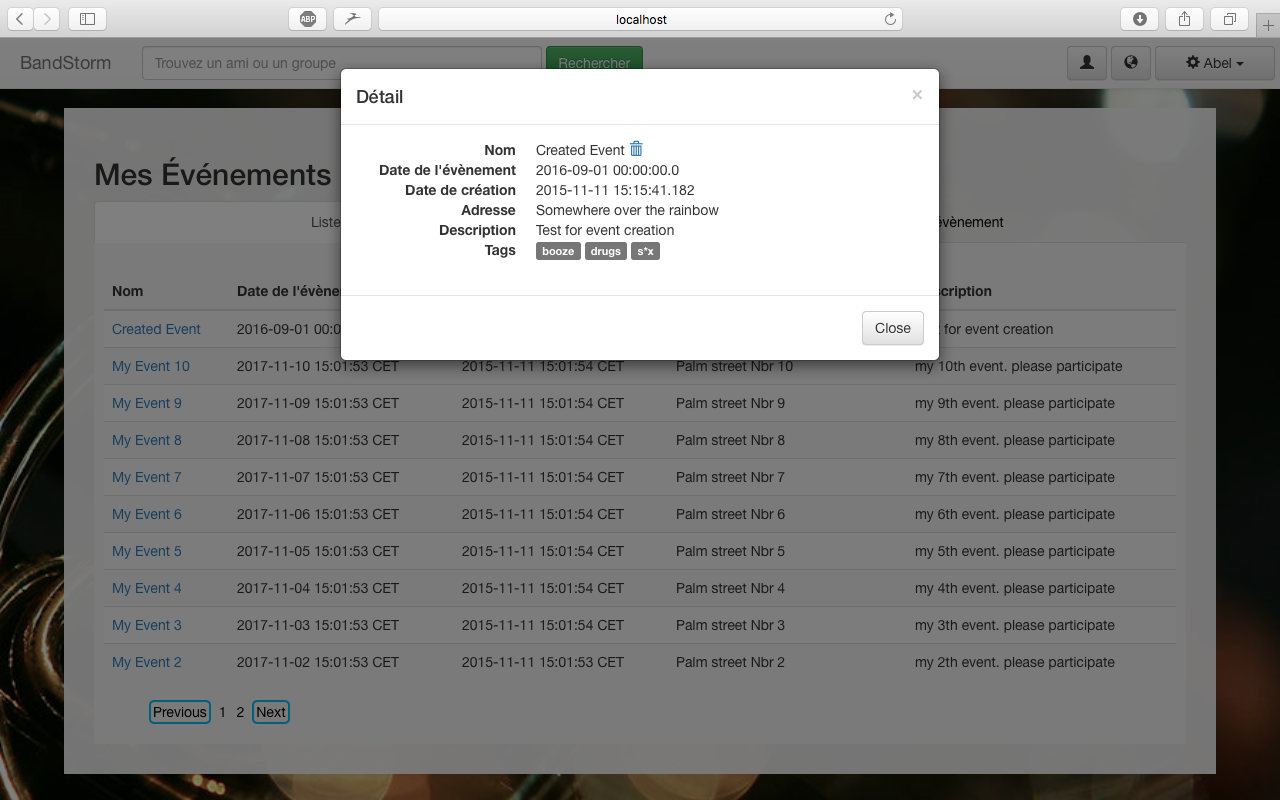 localhost
ABP
BandStorm Trouvez un ami ou un groupe Rechercher Abel
Détail ×
Nom Created Event
Date de l'évènement 2016-09-01 00:00:00.0
Date de création 2015-11-11 15:15:41.182
Adresse Somewhere over the rainbow
Description Test for event creation
Tags booze drugs s*x
Close
Mes Événements
Liste évènement
Nom Date de l'évène cription
Created Event 2016-09-01 00:0 for event creation
My Event 10 2017-11-10 15:01:53 CET 2015-11-11 15:01:54 CET Palm street Nbr 10 my 10th event. please participate
My Event 9 2017-11-09 15:01:53 CET 2015-11-11 15:01:54 CET Palm street Nbr 9 my 9th event. please participate
My Event 8 2017-11-08 15:01:53 CET 2015-11-11 15:01:54 CET Palm street Nbr 8 my 8th event. please participate
My Event 7 2017-11-07 15:01:53 CET 2015-11-11 15:01:54 CET Palm street Nbr 7 my 7th event. please participate
My Event 6 2017-11-06 15:01:53 CET 2015-11-11 15:01:54 CET Palm street Nbr 6 my 6th event. please participate
My Event 5 2017-11-05 15:01:53 CET 2015-11-11 15:01:54 CET Palm street Nbr 5 my 5th event. please participate
My Event 4 2017-11-04 15:01:53 CET 2015-11-11 15:01:54 CET Palm street Nbr 4 my 4th event. please participate
My Event 3 2017-11-03 15:01:53 CET 2015-11-11 15:01:54 CET Palm street Nbr 3 my 3th event. please participate
My Event 2 2017-11-02 15:01:53 CET 2015-11-11 15:01:53 CET Palm street Nbr 2 my 2th event. please participate
Previous 1 2 Next